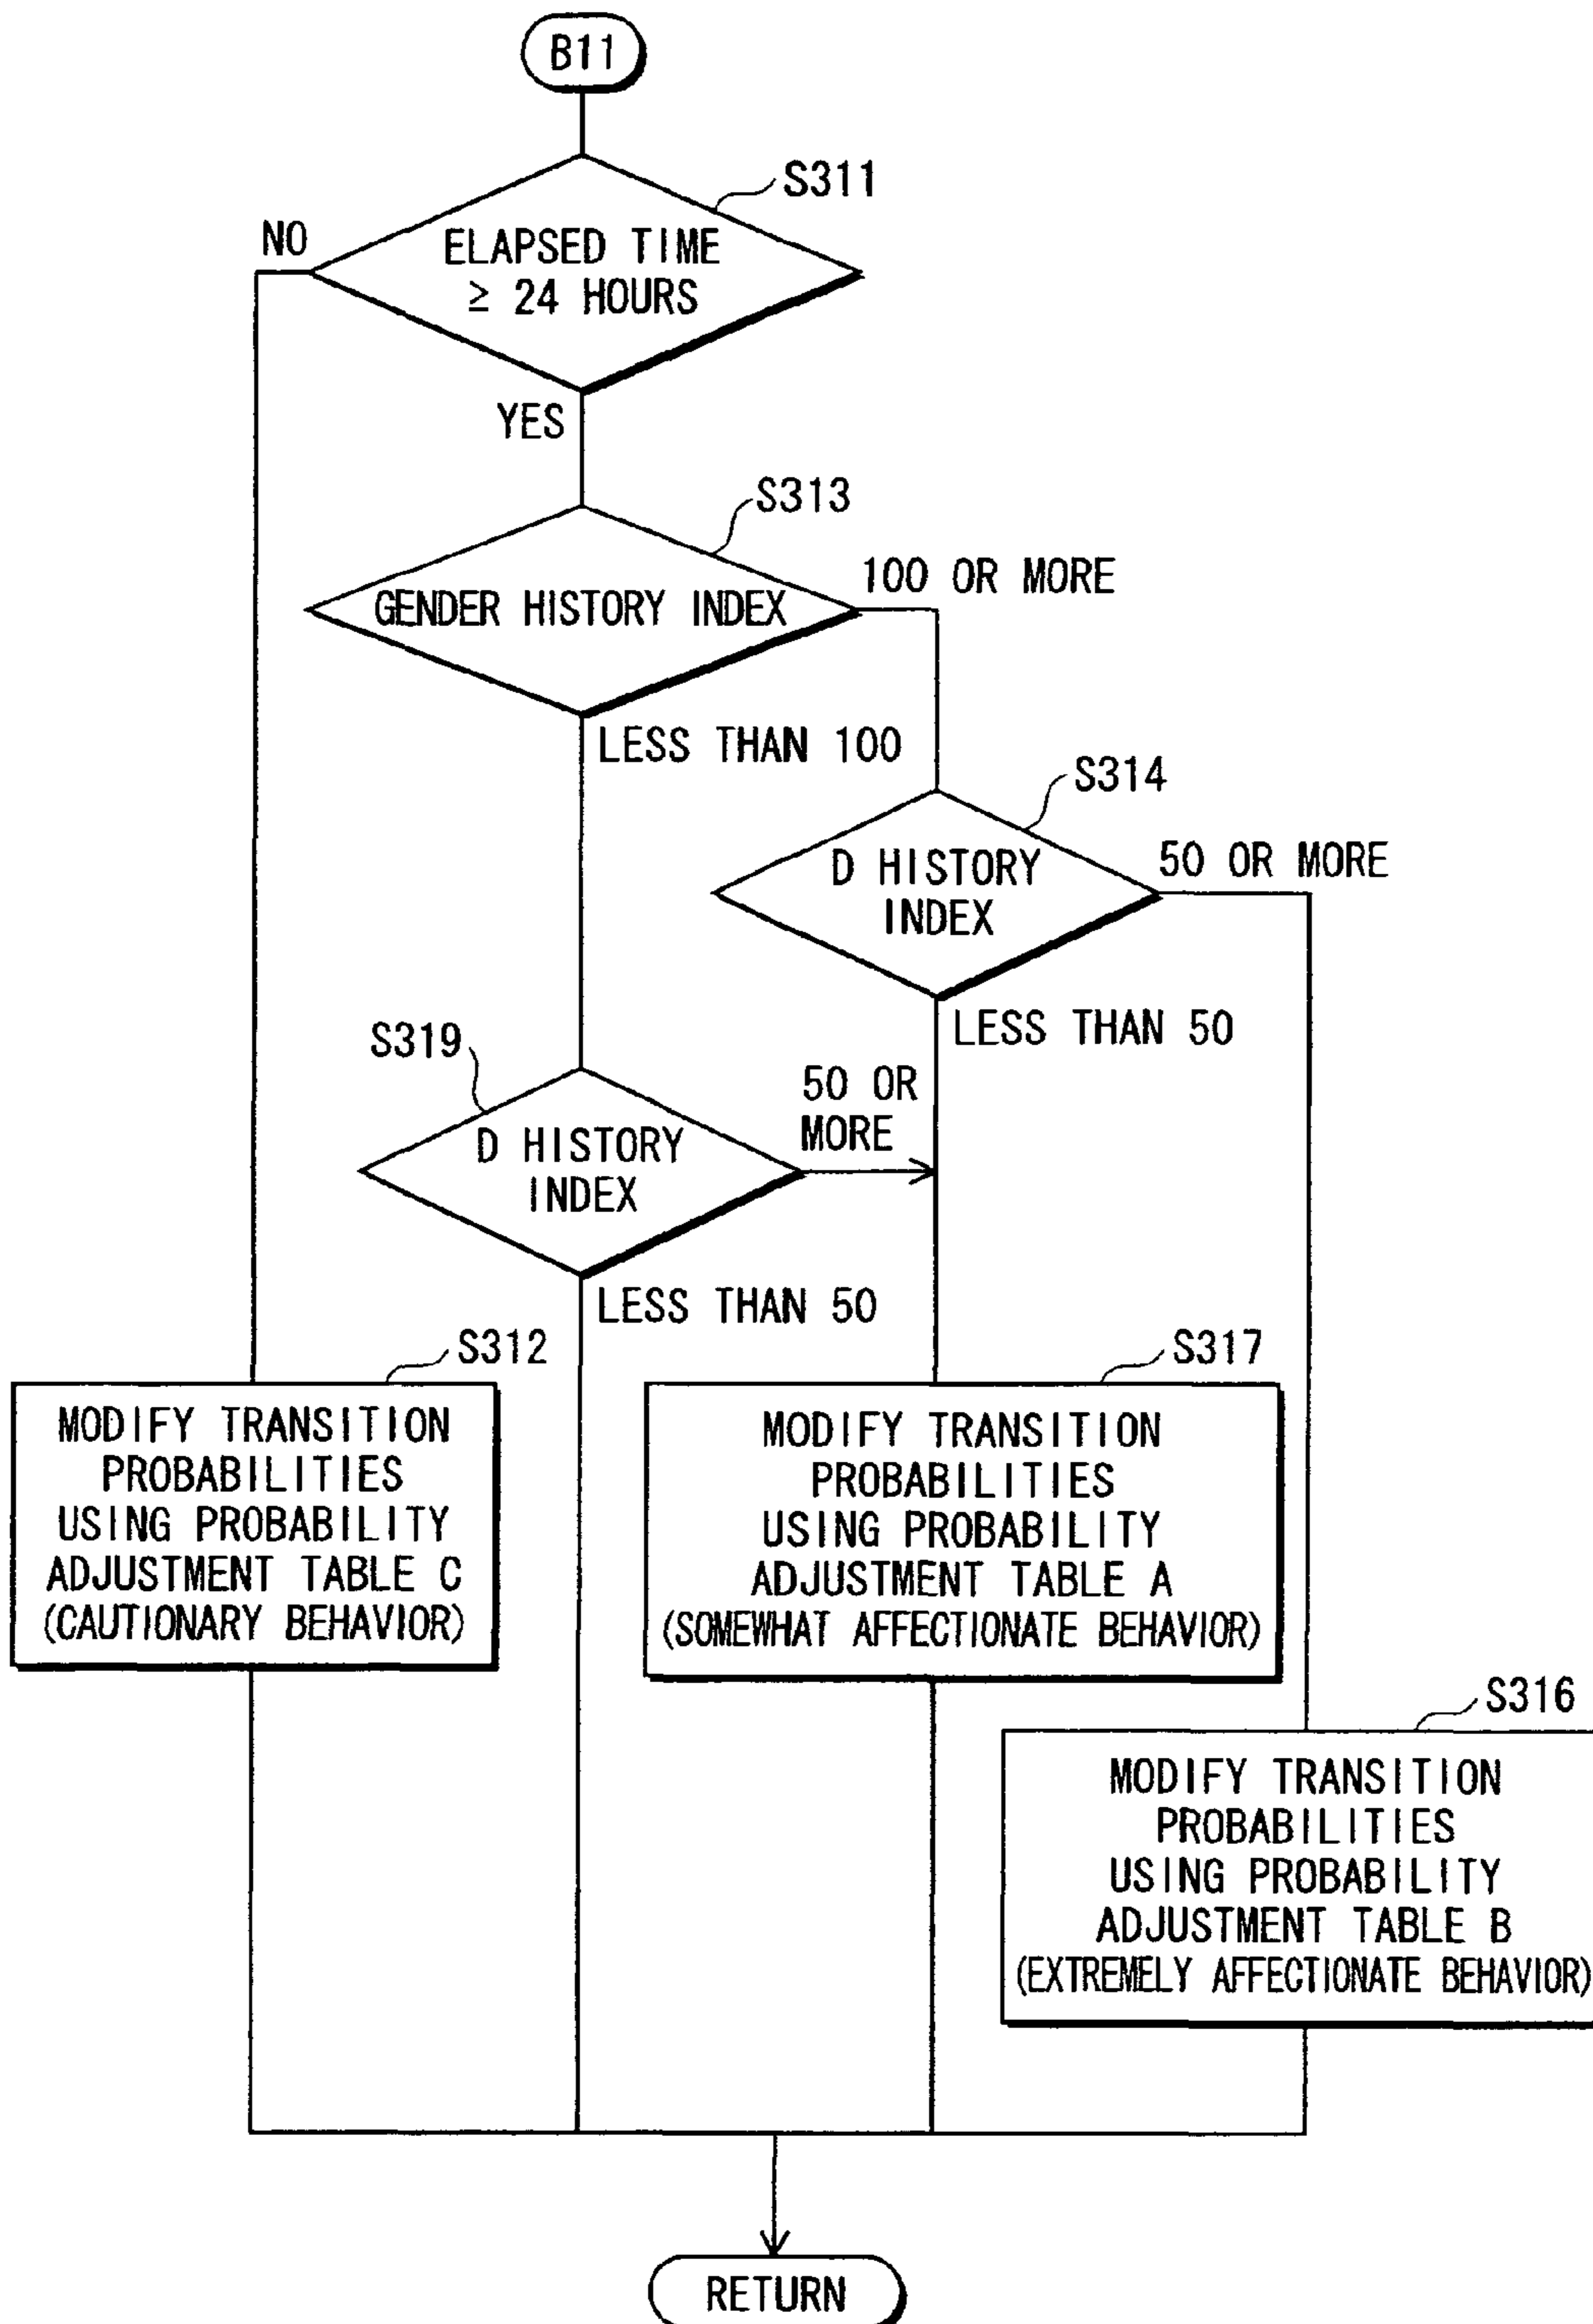 B11
S311
NO
ELAPSED TIME
≥ 24 HOURS
YES
S313
100 OR MORE
GENDER HISTORY INDEX
LESS THAN 100
S314
50 OR MORE
D HISTORY
INDEX
LESS THAN 50
S319
50 OR
MORE
D HISTORY
INDEX
LESS THAN 50
S312
MODIFY TRANSITION
PROBABILITIES
USING PROBABILITY
ADJUSTMENT TABLE C
(CAUTIONARY BEHAVIOR)
S317
MODIFY TRANSITION
PROBABILITIES
USING PROBABILITY
ADJUSTMENT TABLE A
(SOMEWHAT AFFECTIONATE BEHAVIOR)
S316
MODIFY TRANSITION
PROBABILITIES
USING PROBABILITY
ADJUSTMENT TABLE B
(EXTREMELY AFFECTIONATE BEHAVIOR)
RETURN